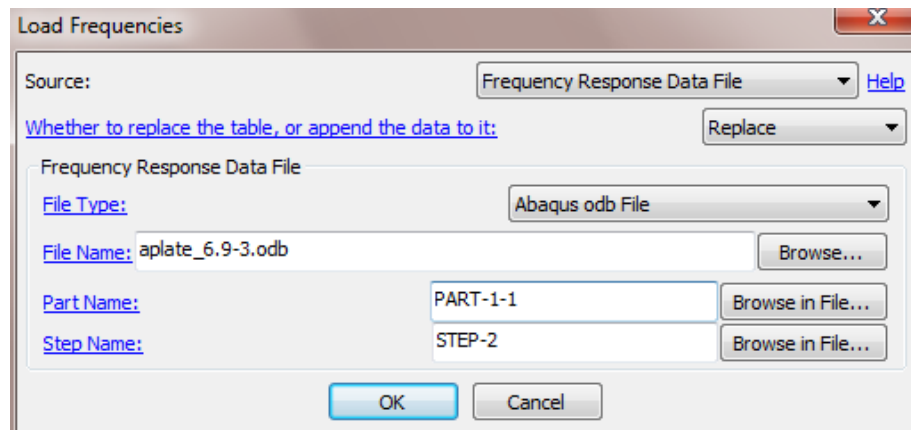 Load Frequencies
Source: Frequency Response Data File Help
Whether to replace the table, or append the data to it: Replace
Frequency Response Data File
File Type: Abaqus odb File
File Name: aplate_6.9-3.odb Browse...
Part Name: PART-1-1 Browse in File...
Step Name: STEP-2 Browse in File...
OK Cancel